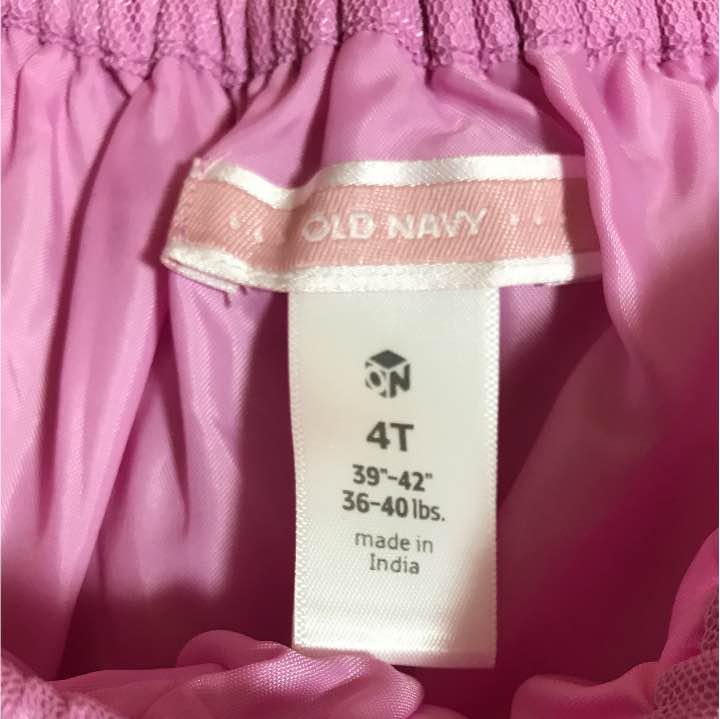 OLD NAVY
ON
4T
39"-42"
36-40 lbs.
made in
India